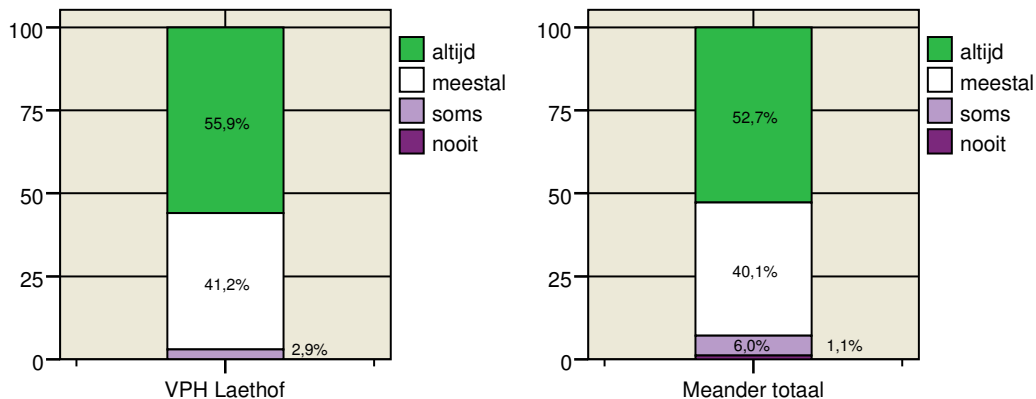 100
75
50
25
0
55,9%
41,2%
2,9%
VPH Laethof
altijd
meestal
soms
nooit
100
75
50
25
0
52,7%
40,1%
6,0%
1,1%
Meander totaal
altijd
meestal
soms
nooit